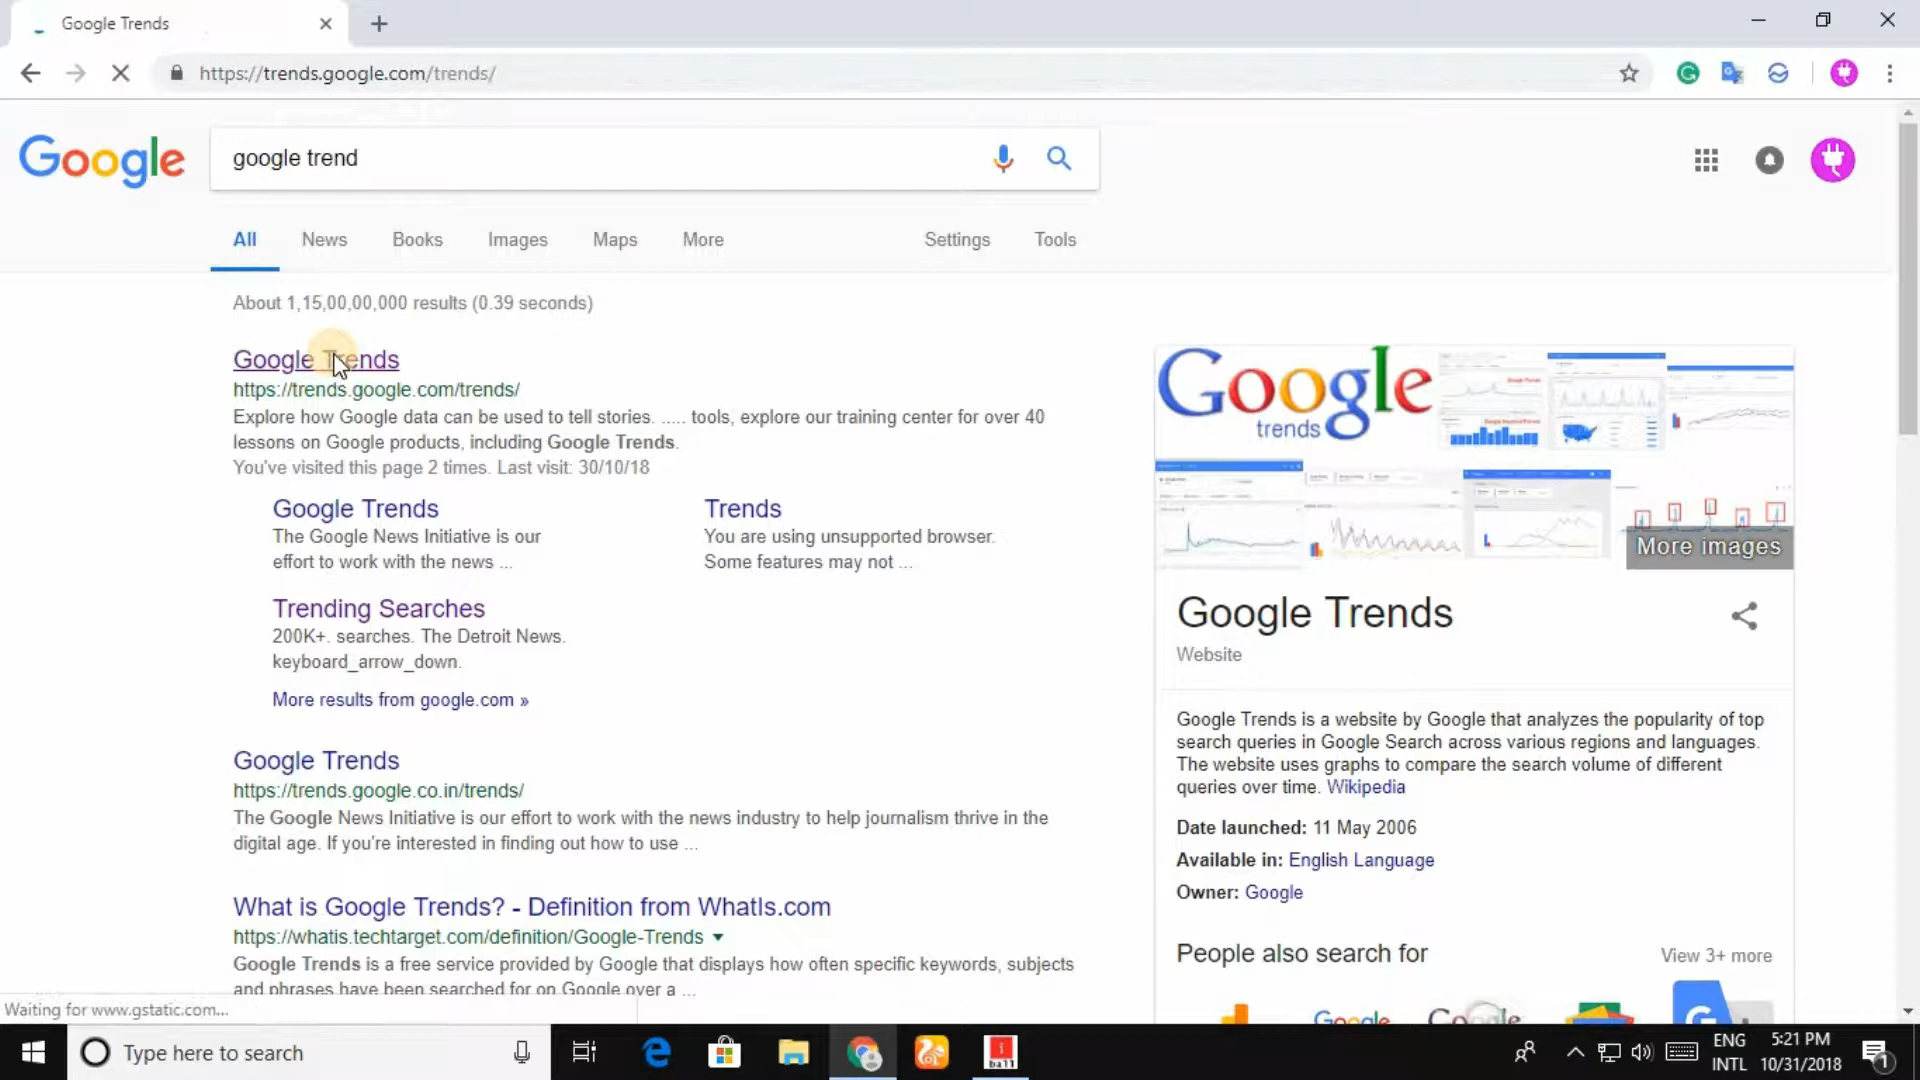 Google Trends
https://trends.google.com/trends/
Google
google trend
All News Books Images Maps More Settings Tools
About 1,15,00,00,000 results (0.39 seconds)
Google Trends
https://trends.google.com/trends/
Explore how Google data can be used to tell stories. ..... tools, explore our training center for over 40
lessons on Google products, including Google Trends.
You've visited this page 2 times. Last visit: 30/10/18
Google Trends
The Google News Initiative is our
effort to work with the news ...
Trends
You are using unsupported browser.
Some features may not ...
Trending Searches
200K+. searches. The Detroit News.
keyboard_arrow_down.
More results from google.com »
Google Trends
https://trends.google.co.in/trends/
The Google News Initiative is our effort to work with the news industry to help journalism thrive in the
digital age. If you're interested in finding out how to use ...
What is Google Trends? - Definition from WhatIs.com
https://whatis.techtarget.com/definition/Google-Trends
Google Trends is a free service provided by Google that displays how often specific keywords, subjects
and phrases have been searched for on Google over a ...
Google
trends
More images
Google Trends
Website
Google Trends is a website by Google that analyzes the popularity of top
search queries in Google Search across various regions and languages.
The website uses graphs to compare the search volume of different
queries over time. Wikipedia
Date launched: 11 May 2006
Available in: English Language
Owner: Google
People also search for
View 3+ more
Google
Waiting for www.gstatic.com...
Type here to search
ball
ENG
INTL
5:21 PM
10/31/2018
1